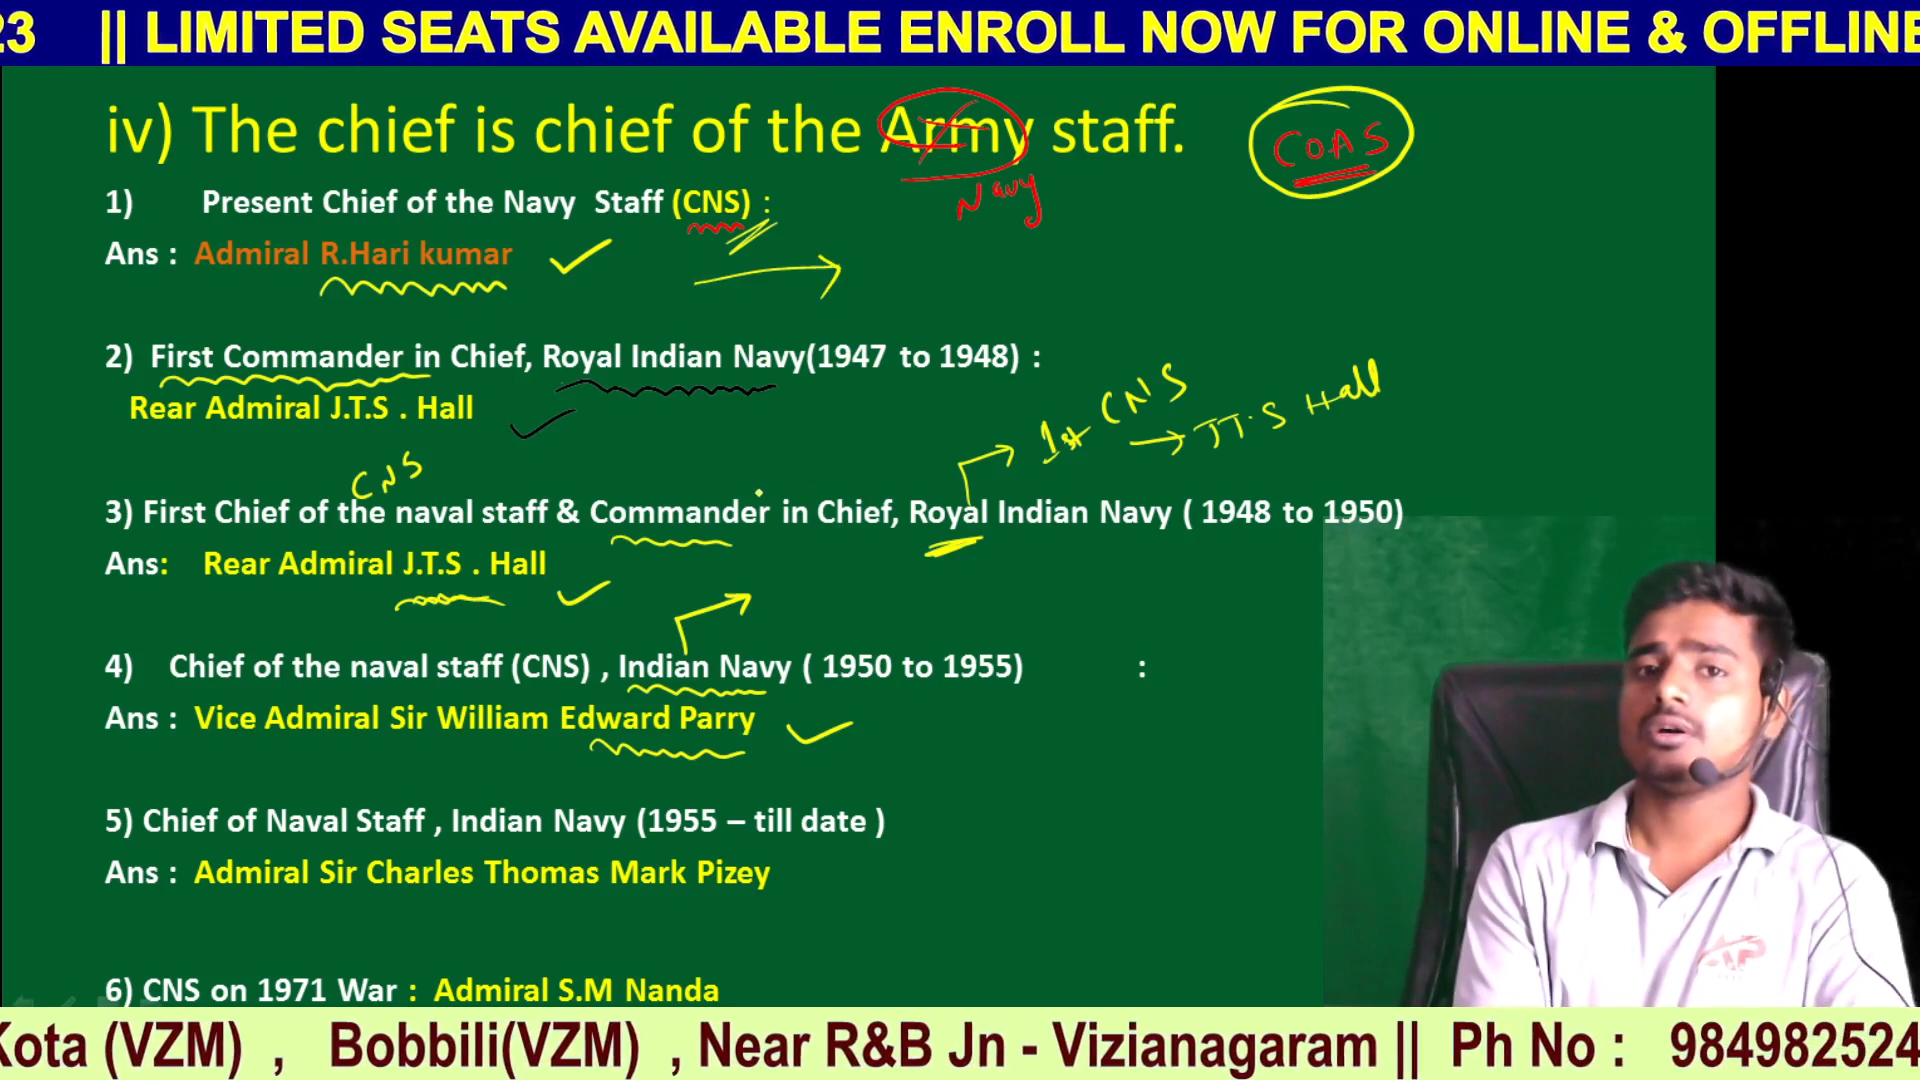 23 || LIMITED SEATS AVAILABLE ENROLL NOW FOR ONLINE & OFFLINE
iv) The chief is chief of the Army staff.
COAS
Navy
1) Present Chief of the Navy Staff (CNS) :
Ans : Admiral R.Hari kumar
2) First Commander in Chief, Royal Indian Navy(1947 to 1948) :
Rear Admiral J.T.S . Hall
1st CNS
→ JT.S Hall
CNS
3) First Chief of the naval staff & Commander in Chief, Royal Indian Navy ( 1948 to 1950)
Ans: Rear Admiral J.T.S . Hall
4) Chief of the naval staff (CNS) , Indian Navy ( 1950 to 1955) :
Ans : Vice Admiral Sir William Edward Parry
5) Chief of Naval Staff , Indian Navy (1955 – till date )
Ans : Admiral Sir Charles Thomas Mark Pizey
6) CNS on 1971 War : Admiral S.M Nanda
Kota (VZM) , Bobbili(VZM) , Near R&B Jn - Vizianagaram || Ph No : 984982524